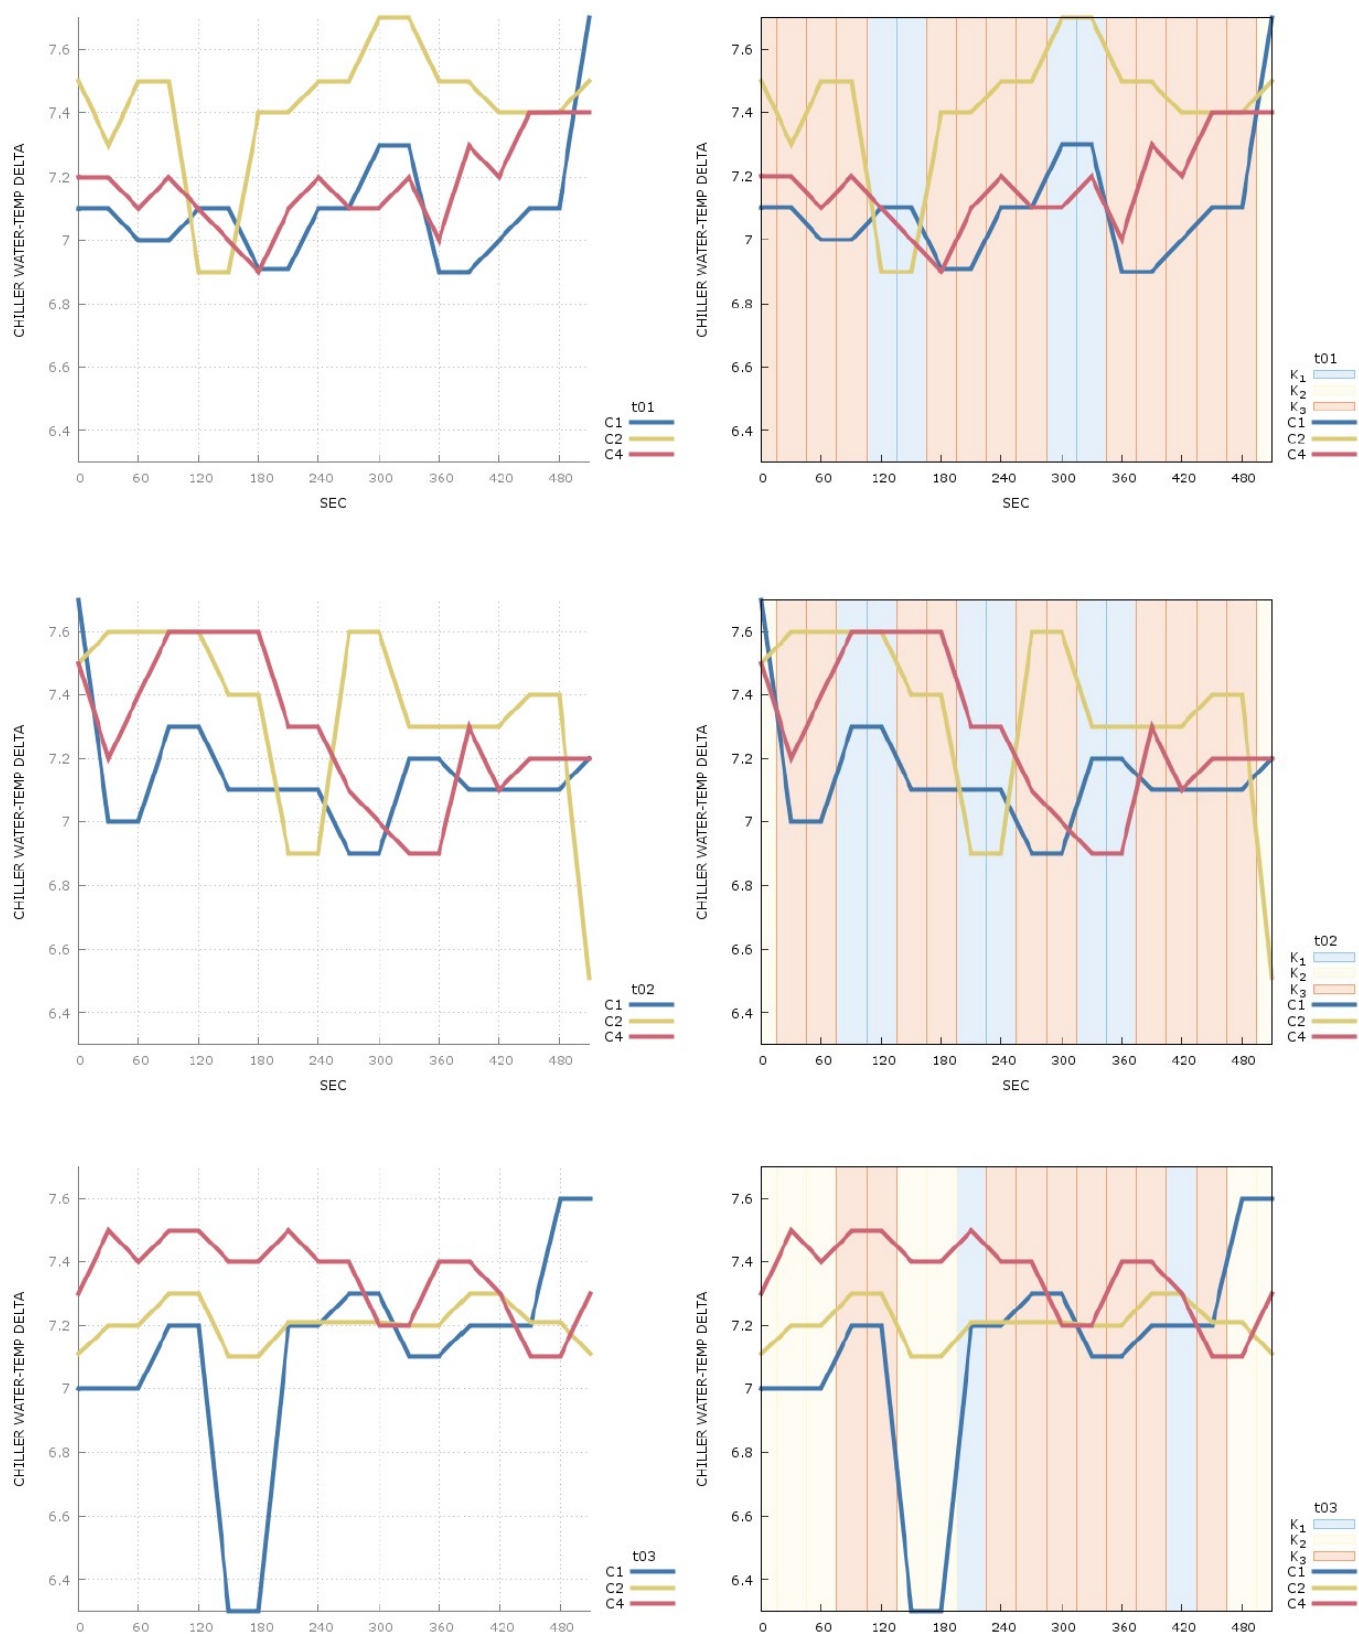 7.6 7.6
7.4 7.4
7.2 7.2
7 7
6.8 6.8
6.6 6.6
6.4 6.4
CHILLER WATER-TEMP DELTA CHILLER WATER-TEMP DELTA
t01
C1
C2
C4
t01
K1
K2
K3
C1
C2
C4
0 60 120 180 240 300 360 420 480 0 60 120 180 240 300 360 420 480
SEC SEC
7.6 7.6
7.4 7.4
7.2 7.2
7 7
6.8 6.8
6.6 6.6
6.4 6.4
CHILLER WATER-TEMP DELTA CHILLER WATER-TEMP DELTA
t02
C1
C2
C4
t02
K1
K2
K3
C1
C2
C4
0 60 120 180 240 300 360 420 480 0 60 120 180 240 300 360 420 480
SEC SEC
7.6 7.6
7.4 7.4
7.2 7.2
7 7
6.8 6.8
6.6 6.6
6.4 6.4
CHILLER WATER-TEMP DELTA CHILLER WATER-TEMP DELTA
t03
C1
C2
C4
t03
K1
K2
K3
C1
C2
C4
0 60 120 180 240 300 360 420 480 0 60 120 180 240 300 360 420 480